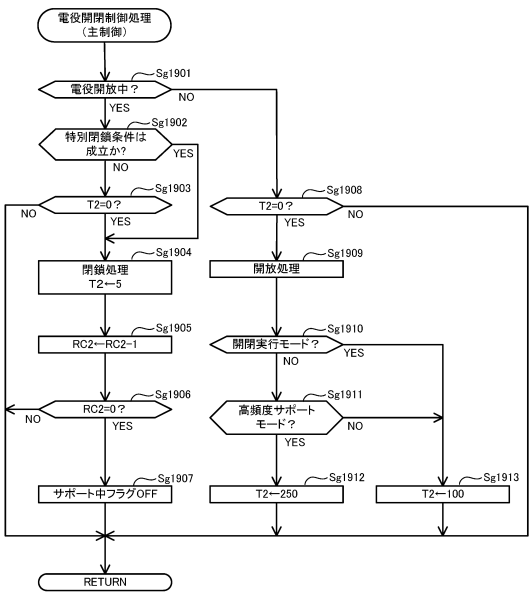 電役開閉制御処理
(主制御)
Sg1901
電役開放中？
YES
NO
Sg1902
特別閉鎖条件は
成立か?
YES
NO
Sg1903
T2=0？
NO
YES
Sg1904
閉鎖処理
T2←5
Sg1905
RC2←RC2-1
Sg1906
RC2=0？
NO
YES
Sg1907
サポート中フラグOFF
Sg1908
T2=0？
NO
YES
Sg1909
開放処理
Sg1910
開閉実行モード？
YES
NO
Sg1911
高頻度サポート
モード？
NO
YES
Sg1912
T2←250
Sg1913
T2←100
RETURN